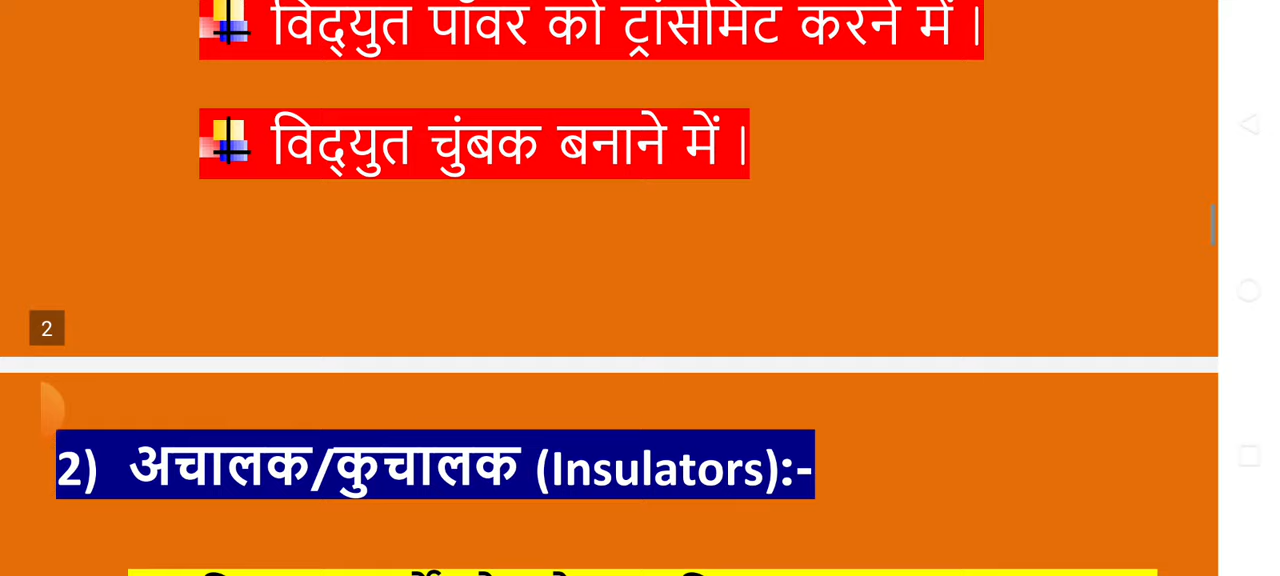 विद्युत पॉवर को ट्रांसमिट करने में।
विद्युत चुंबक बनाने में।
2
2) अचालक/कुचालक (Insulators):-